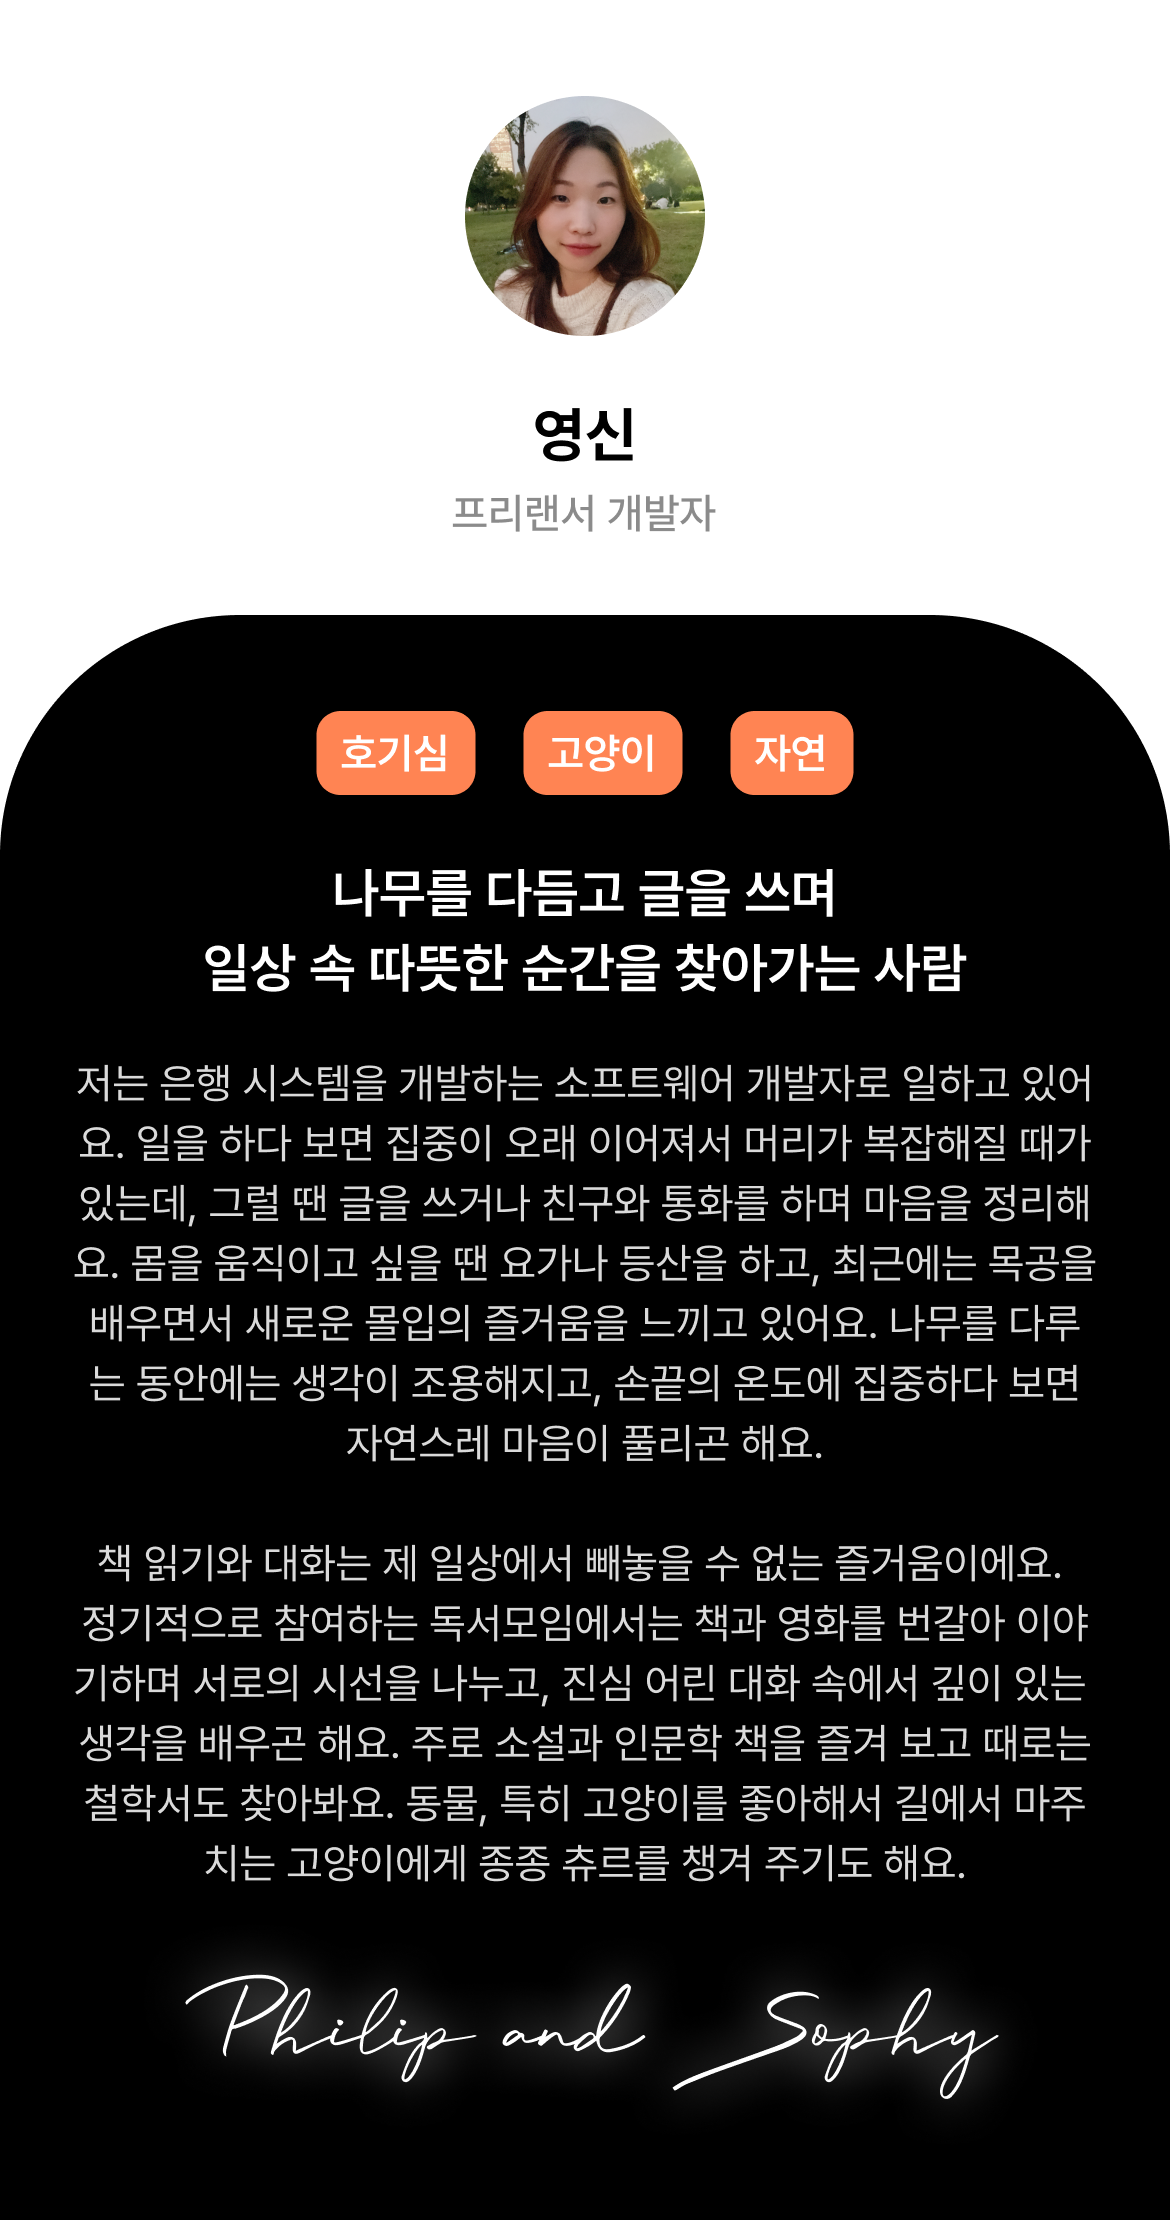 영신
프리랜서 개발자
호기심 고양이 자연
나무를 다듬고 글을 쓰며
일상 속 따뜻한 순간을 찾아가는 사람
저는 은행 시스템을 개발하는 소프트웨어 개발자로 일하고 있어
요. 일을 하다 보면 집중이 오래 이어져서 머리가 복잡해질 때가
있는데, 그럴 땐 글을 쓰거나 친구와 통화를 하며 마음을 정리해
요. 몸을 움직이고 싶을 땐 요가나 등산을 하고, 최근에는 목공을
배우면서 새로운 몰입의 즐거움을 느끼고 있어요. 나무를 다루
는 동안에는 생각이 조용해지고, 손끝의 온도에 집중하다 보면
자연스레 마음이 풀리곤 해요.
책 읽기와 대화는 제 일상에서 빼놓을 수 없는 즐거움이에요.
정기적으로 참여하는 독서모임에서는 책과 영화를 번갈아 이야
기하며 서로의 시선을 나누고, 진심 어린 대화 속에서 깊이 있는
생각을 배우곤 해요. 주로 소설과 인문학 책을 즐겨 보고 때로는
철학서도 찾아봐요. 동물, 특히 고양이를 좋아해서 길에서 마주
치는 고양이에게 종종 츄르를 챙겨 주기도 해요.
Philip and Sophy